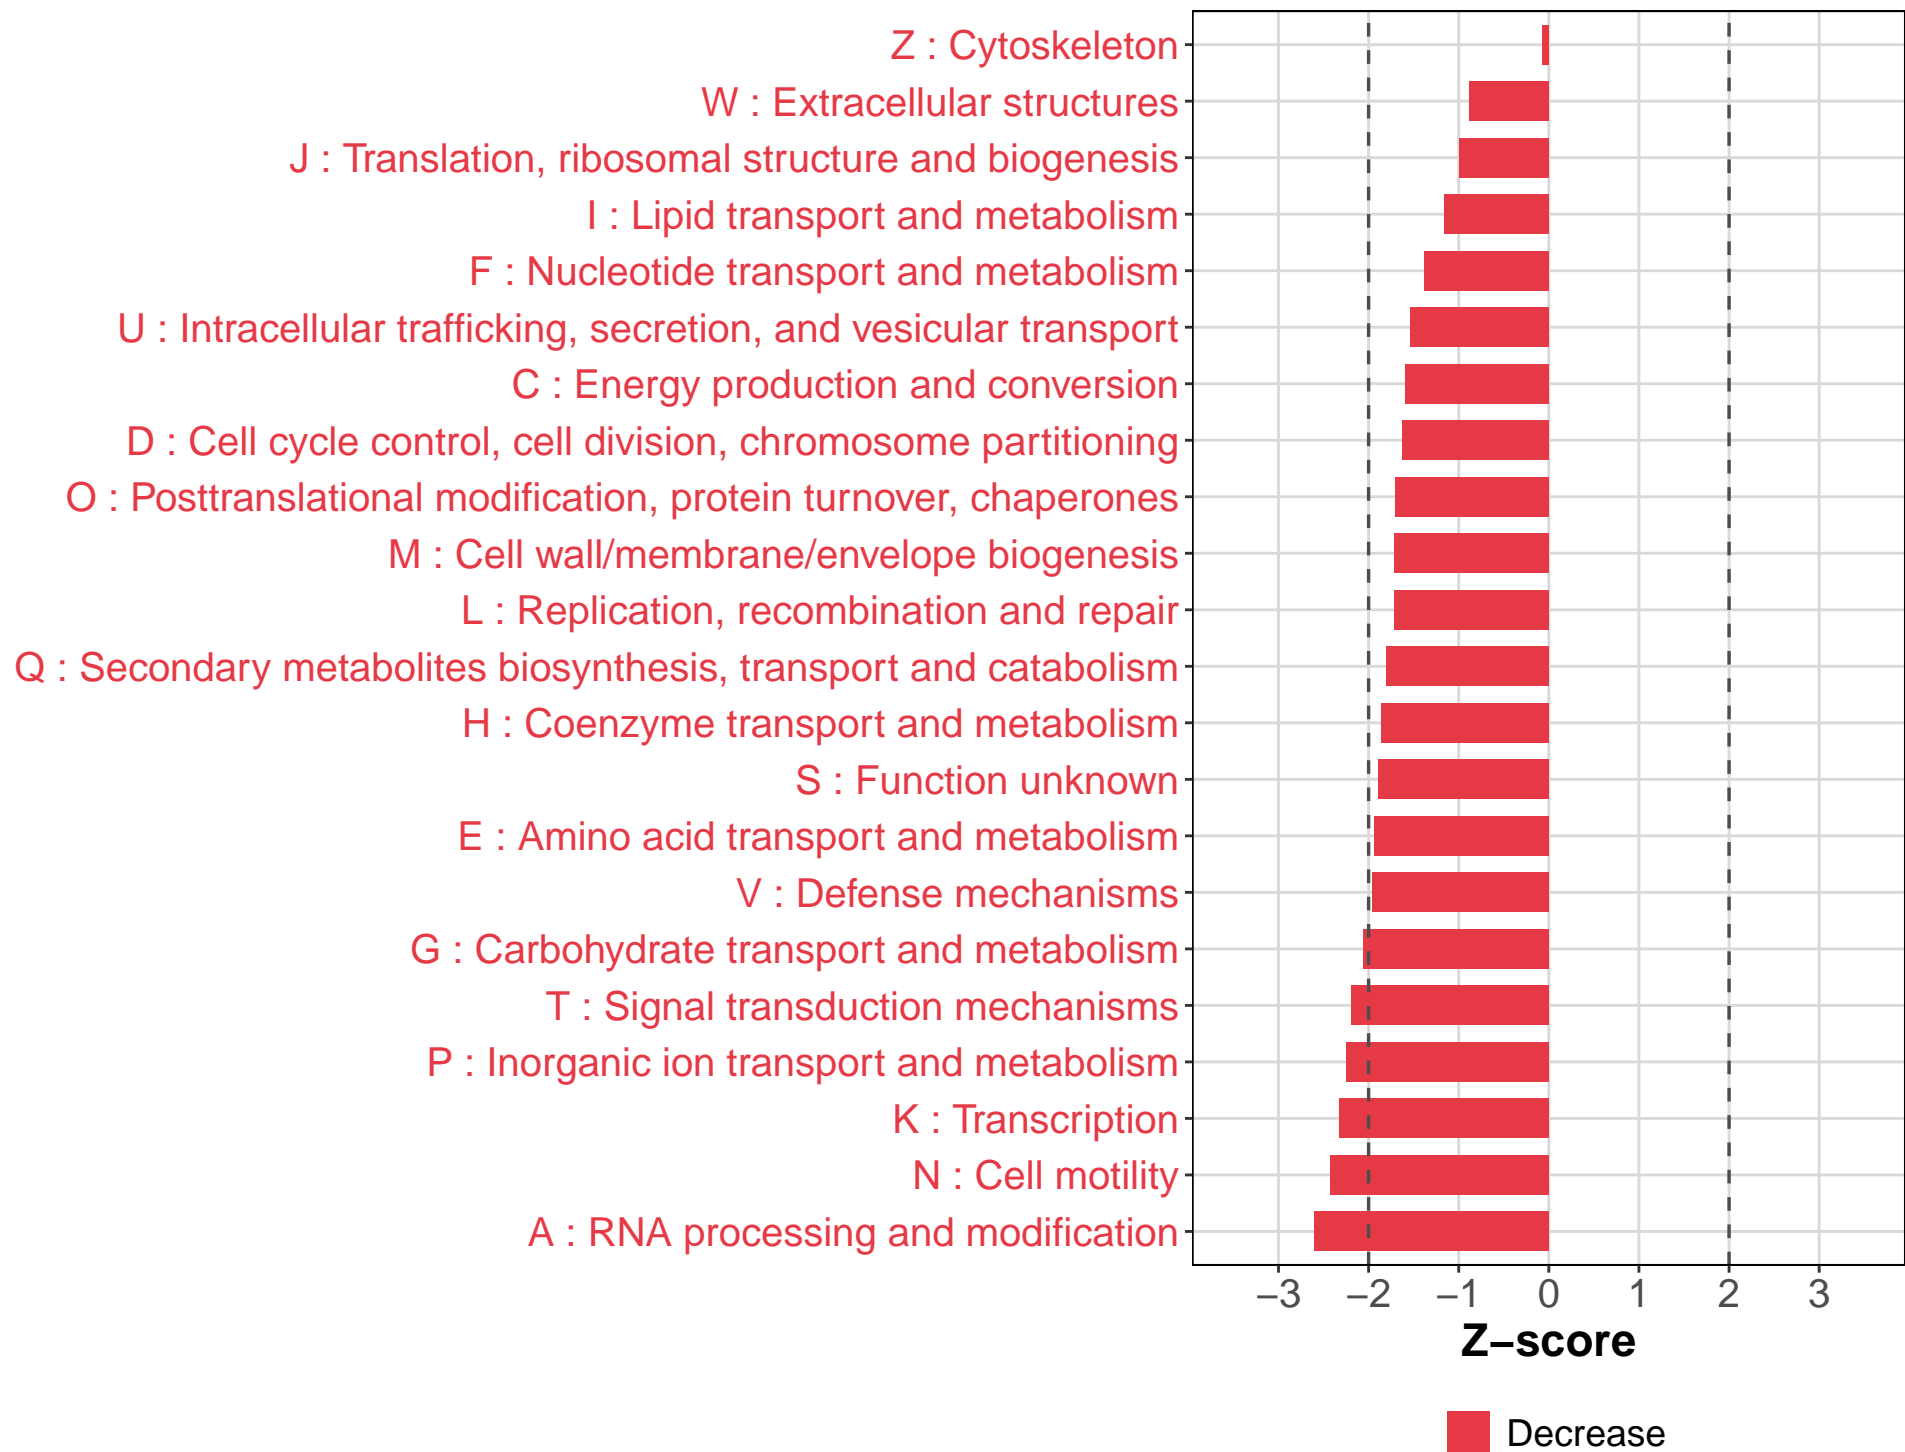 Z : Cytoskeleton
W : Extracellular structures
J : Translation, ribosomal structure and biogenesis
I : Lipid transport and metabolism
F : Nucleotide transport and metabolism
U : Intracellular trafficking, secretion, and vesicular transport
C : Energy production and conversion
D : Cell cycle control, cell division, chromosome partitioning
O : Posttranslational modification, protein turnover, chaperones
M : Cell wall/membrane/envelope biogenesis
L : Replication, recombination and repair
Q : Secondary metabolites biosynthesis, transport and catabolism
H : Coenzyme transport and metabolism
S : Function unknown
E : Amino acid transport and metabolism
V : Defense mechanisms
G : Carbohydrate transport and metabolism
T : Signal transduction mechanisms
P : Inorganic ion transport and metabolism
K : Transcription
N : Cell motility
A : RNA processing and modification
−3 −2 −1 0 1 2 3
Z−score
Decrease